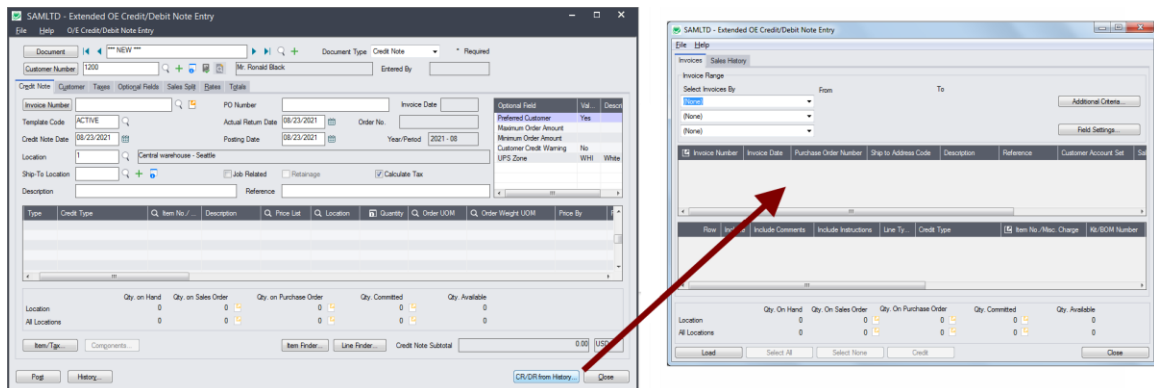 SAMLTD - Extended OE Credit/Debit Note Entry
File Help O/E Credit/Debit Note Entry
Document *** NEW *** Document Type Credit Note * Required
Customer Number 1200 Mr. Ronald Black Entered By
Credit Note Customer Taxes Optional Fields Sales Split Rates Totals
Invoice Number PO Number Invoice Date
Template Code ACTIVE Actual Return Date 08/23/2021 Order No.
Credit Note Date 08/23/2021 Posting Date 08/23/2021 Year/Period 2021 - 08
Location 1 Central warehouse - Seattle
Ship-To Location Job Related Retainage Calculate Tax
Description Reference
Optional Field Val... Descri
Preferred Customer Yes
Maximum Order Amount
Minimum Order Amount
Customer Credit Warning No
UPS Zone WHI White
Type Credit Type Item No./ ... Description Price List Location Quantity Order UOM Order Weight UOM Price By
Qty. on Hand Qty. on Sales Order Qty. on Purchase Order Qty. Committed Qty. Available
Location 0 0 0 0 0
All Locations 0 0 0 0 0
Item/Tax... Components... Item Finder... Line Finder... Credit Note Subtotal 0.00 USD
Post History... CR/DR from History... Close
SAMLTD - Extended OE Credit/Debit Note Entry
File Help
Invoices Sales History
Invoice Range
Select Invoices By From To
(None) Additional Criteria...
(None)
(None) Field Settings...
Invoice Number Invoice Date Purchase Order Number Ship to Address Code Description Reference Customer Account Set Sal
Row Include Comments Include Instructions Line Ty... Credit Type Item No./Misc. Charge Kit/BOM Number
Qty. On Hand Qty. On Sales Order Qty. On Purchase Order Qty. Committed Qty. Available
Location 0 0 0 0 0
All Locations 0 0 0 0 0
Load Select All Select None Credit Close